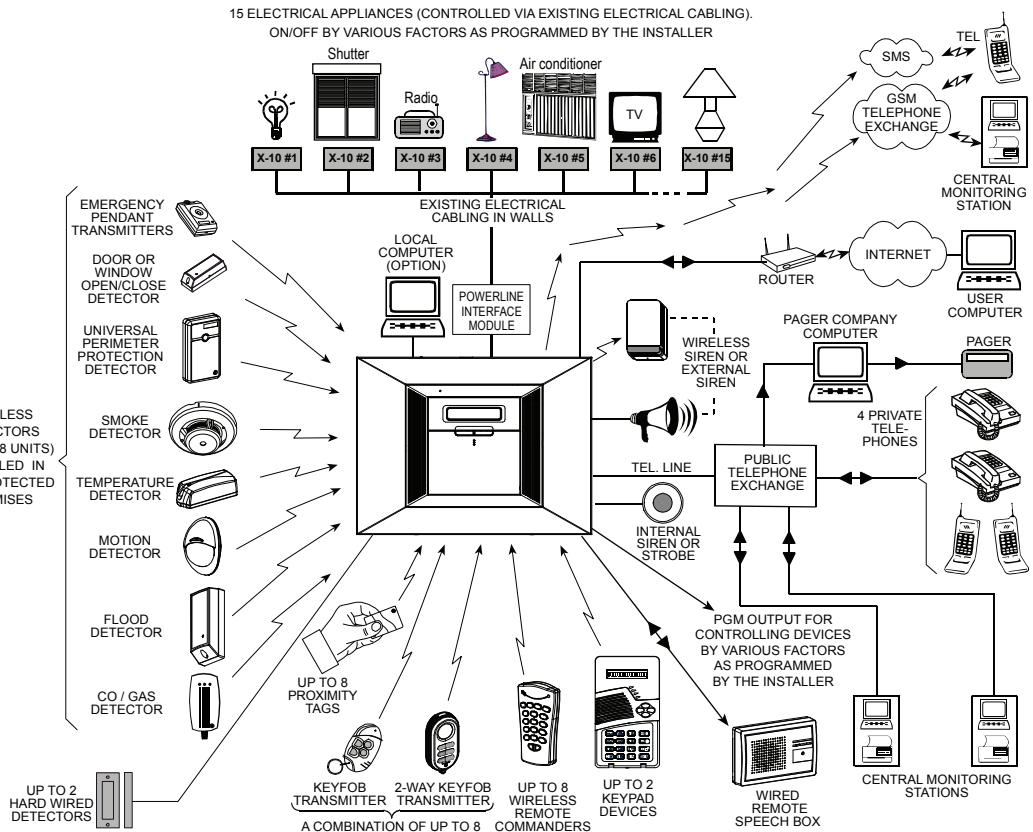 15 ELECTRICAL APPLIANCES (CONTROLLED VIA EXISTING ELECTRICAL CABLING).
ON/OFF BY VARIOUS FACTORS AS PROGRAMMED BY THE INSTALLER
Shutter
Radio
Air conditioner
TV
X-10 #1
X-10 #2
X-10 #3
X-10 #4
X-10 #5
X-10 #6
X-10 #15
EXISTING ELECTRICAL
CABLING IN WALLS
SMS
TEL
GSM
TELEPHONE
EXCHANGE
CENTRAL
MONITORING
STATION
LOCAL
COMPUTER
(OPTION)
POWERLINE
INTERFACE
MODULE
ROUTER
INTERNET
USER
COMPUTER
EMERGENCY
PENDANT
TRANSMITTERS
DOOR OR
WINDOW
OPEN/CLOSE
DETECTOR
UNIVERSAL
PERIMETER
PROTECTION
DETECTOR
SMOKE
DETECTOR
TEMPERATURE
DETECTOR
MOTION
DETECTOR
FLOOD
DETECTOR
CO / GAS
DETECTOR
LESS
CTORS
8 UNITS)
LED IN
OTECTED
MISES
UP TO 2
HARD WIRED
DETECTORS
WIRELESS
SIREN OR
EXTERNAL
SIREN
PAGER COMPANY
COMPUTER
PAGER
4 PRIVATE
TELE-
PHONES
TEL. LINE
PUBLIC
TELEPHONE
EXCHANGE
INTERNAL
SIREN OR
STROBE
PGM OUTPUT FOR
CONTROLLING DEVICES
BY VARIOUS FACTORS
AS PROGRAMMED
BY THE INSTALLER
UP TO 8
PROXIMITY
TAGS
KEYFOB
TRANSMITTER
2-WAY KEYFOB
TRANSMITTER
A COMBINATION OF UP TO 8
UP TO 8
WIRELESS
REMOTE
COMMANDERS
UP TO 2
KEYPAD
DEVICES
WIRED
REMOTE
SPEECH BOX
CENTRAL MONITORING
STATIONS